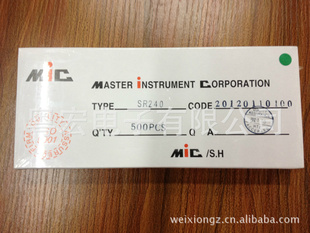 MIC
MASTER INSTRUMENT CORPORATION
TYPE SR240 CODE 20120110100
Q'TY 500PCS Q A
MIC /S.H
weixiongz.cn.alibaba.com